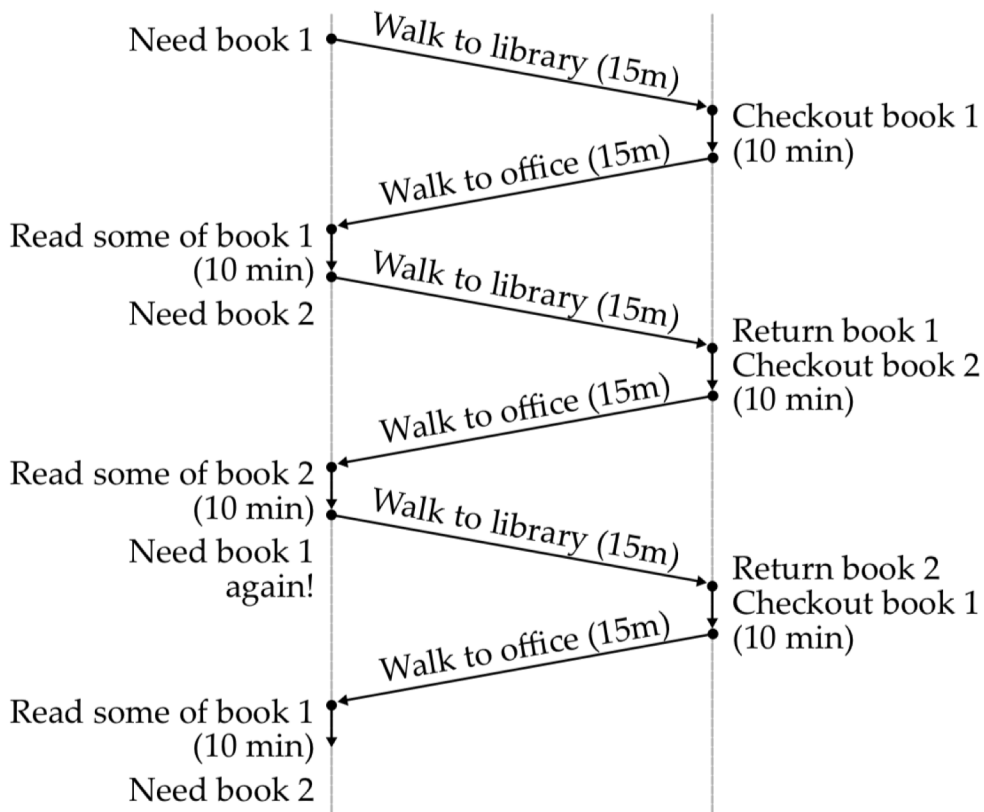 Need book 1
Walk to library (15m)
Checkout book 1
(10 min)
Walk to office (15m)
Read some of book 1
(10 min)
Need book 2
Walk to library (15m)
Return book 1
Checkout book 2
(10 min)
Walk to office (15m)
Read some of book 2
(10 min)
Need book 1
again!
Walk to library (15m)
Return book 2
Checkout book 1
(10 min)
Walk to office (15m)
Read some of book 1
(10 min)
Need book 2